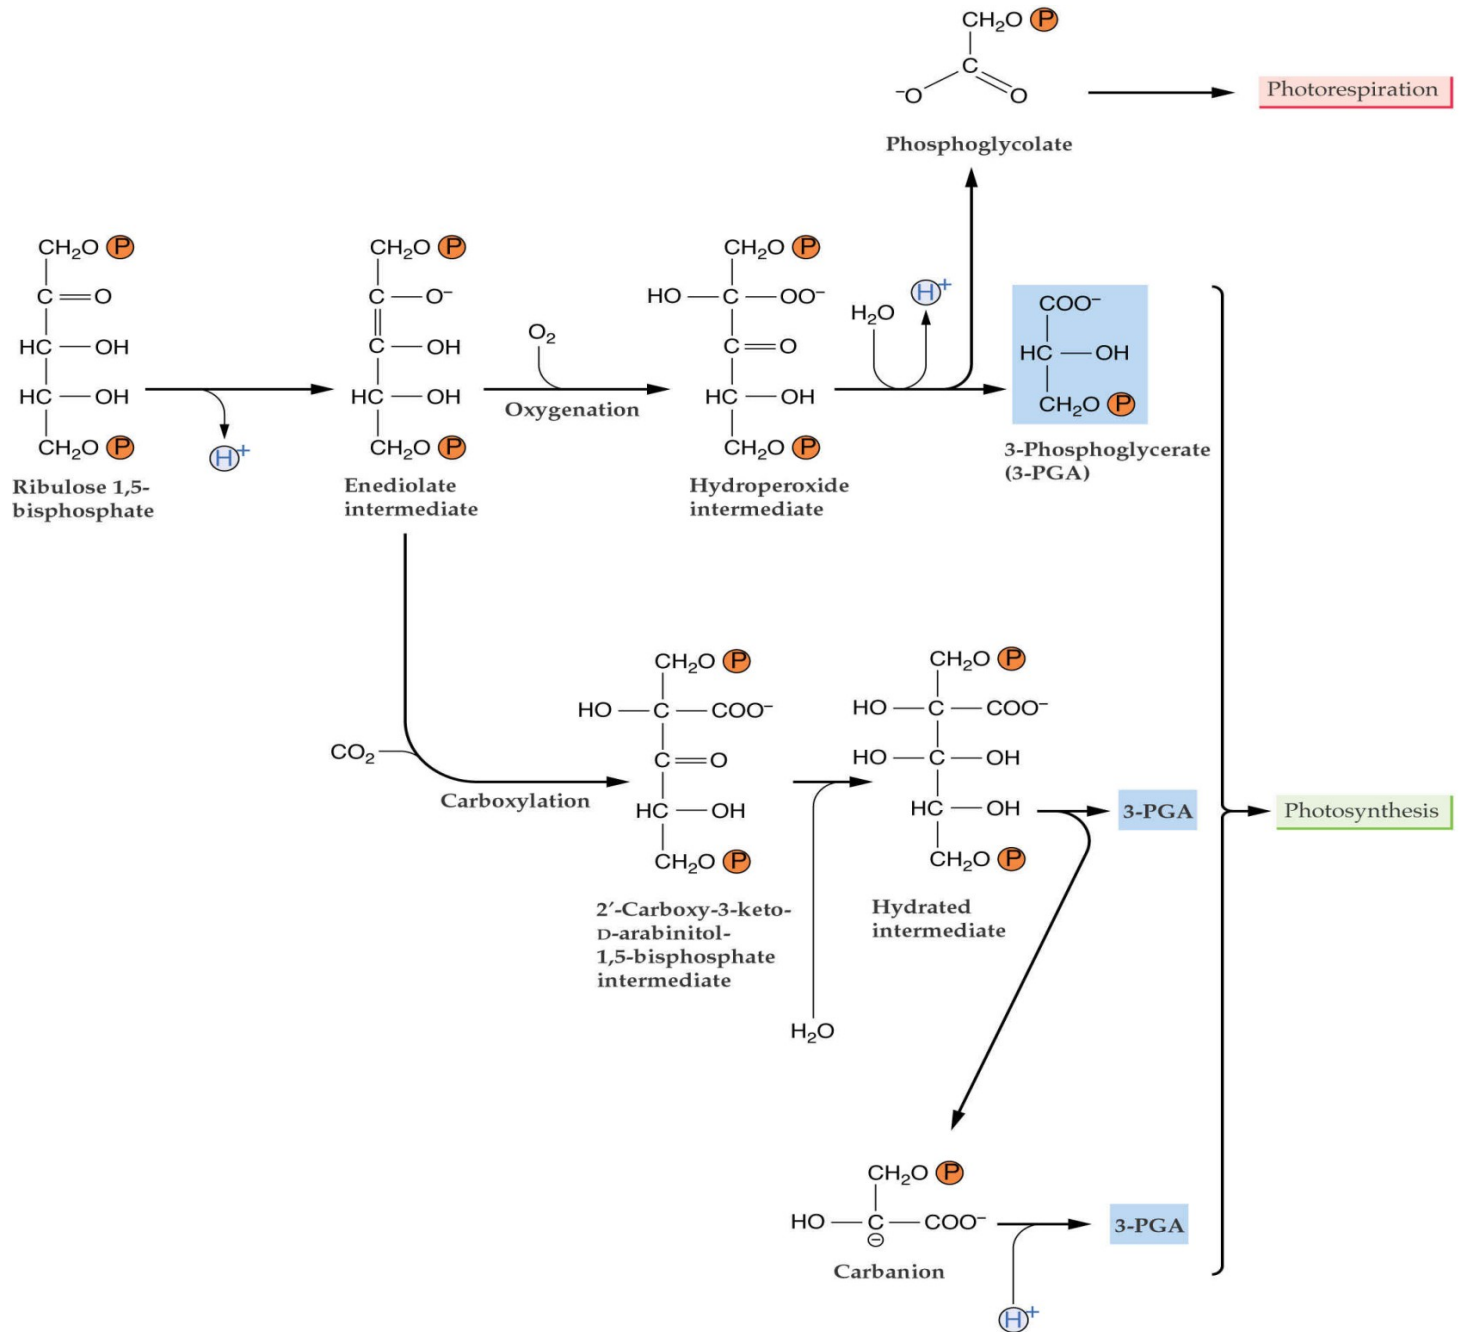 CH₂O P
C
⁻O
O
Phosphoglycolate
Photorespiration
CH₂O P
C=O
HC—OH
HC—OH
CH₂O P
Ribulose 1,5-
bisphosphate
H⁺
CH₂O P
C—O⁻
C—OH
HC—OH
CH₂O P
Enediolate
intermediate
O₂
Oxygenation
CH₂O P
HO—C—OO⁻
C=O
HC—OH
CH₂O P
Hydroperoxide
intermediate
H₂O
H⁺
COO⁻
HC—OH
CH₂O P
3-Phosphoglycerate
(3-PGA)
CO₂
Carboxylation
CH₂O P
HO—C—COO⁻
C=O
HC—OH
CH₂O P
2′-Carboxy-3-keto-
D-arabinitol-
1,5-bisphosphate
intermediate
H₂O
CH₂O P
HO—C—COO⁻
HO—C—OH
HC—OH
CH₂O P
Hydrated
intermediate
3-PGA
Photosynthesis
CH₂O P
HO—C—COO⁻
⊖
Carbanion
H⁺
3-PGA